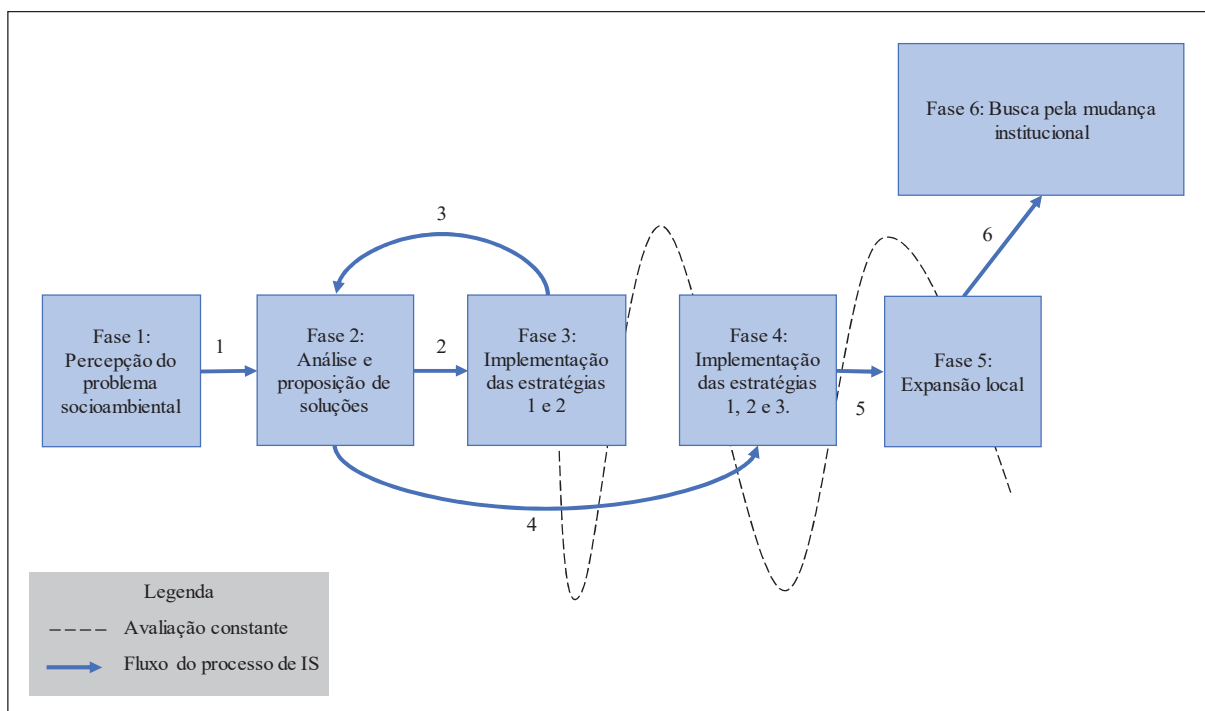 Fase 6: Busca pela mudança
institucional
3
6
Fase 1:
Percepção do
problema
socioambiental
1
Fase 2:
Análise e
proposição de
soluções
2
Fase 3:
Implementação
das estratégias
1 e 2
Fase 4:
Implementação
das estratégias
1, 2 e 3.
5
Fase 5:
Expansão local
4
Legenda
Avaliação constante
Fluxo do processo de IS